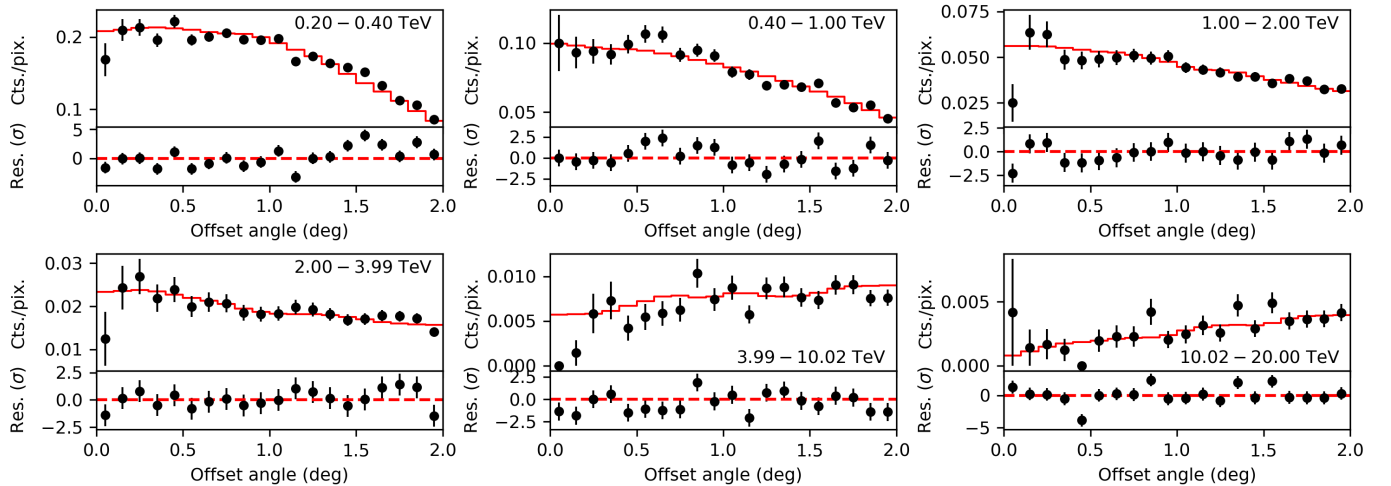 0.20 − 0.40 TeV
Cts./pix.
0.2
0.1
Res. (σ)
5
0
0.0 0.5 1.0 1.5 2.0
Offset angle (deg)
0.40 − 1.00 TeV
Cts./pix.
0.10
0.05
Res. (σ)
2.5
0.0
−2.5
0.0 0.5 1.0 1.5 2.0
Offset angle (deg)
1.00 − 2.00 TeV
Cts./pix.
0.075
0.050
0.025
Res. (σ)
2.5
0.0
−2.5
0.0 0.5 1.0 1.5 2.0
Offset angle (deg)
2.00 − 3.99 TeV
Cts./pix.
0.03
0.02
0.01
Res. (σ)
2.5
0.0
−2.5
0.0 0.5 1.0 1.5 2.0
Offset angle (deg)
3.99 − 10.02 TeV
Cts./pix.
0.010
0.005
0.000
Res. (σ)
2.5
0.0
−2.5
0.0 0.5 1.0 1.5 2.0
Offset angle (deg)
10.02 − 20.00 TeV
Cts./pix.
0.005
0.000
Res. (σ)
0
−5
0.0 0.5 1.0 1.5 2.0
Offset angle (deg)